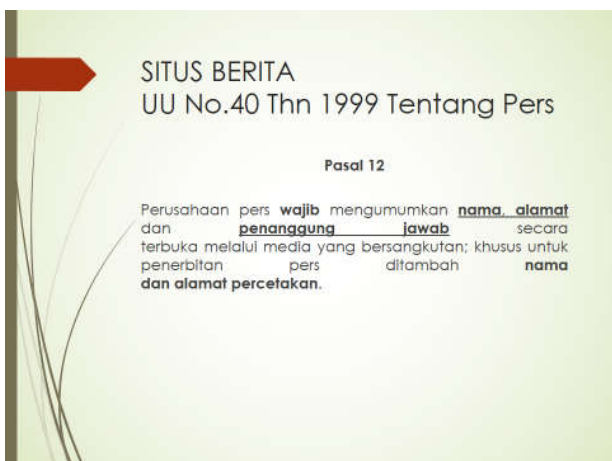 SITUS BERITA
UU No.40 Thn 1999 Tentang Pers
Pasal 12
Perusahaan pers wajib mengumumkan nama, alamat
dan penanggung jawab secara
terbuka melalui media yang bersangkutan; khusus untuk
penerbitan pers ditambah nama
dan alamat percetakan.